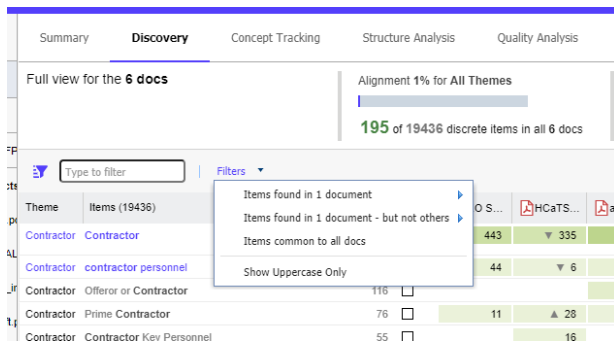 Summary Discovery Concept Tracking Structure Analysis Quality Analysis
Full view for the 6 docs
Alignment 1% for All Themes
195 of 19436 discrete items in all 6 docs
Type to filter Filters
Items found in 1 document
Items found in 1 document - but not others
Items common to all docs
Show Uppercase Only
Theme Items (19436) O S... HCaTS...
Contractor Contractor 443 ▼ 335
Contractor contractor personnel 44 ▼ 6
Contractor Offeror or Contractor 116
Contractor Prime Contractor 76 11 ▲ 28
Contractor Contractor Key Personnel 55 16